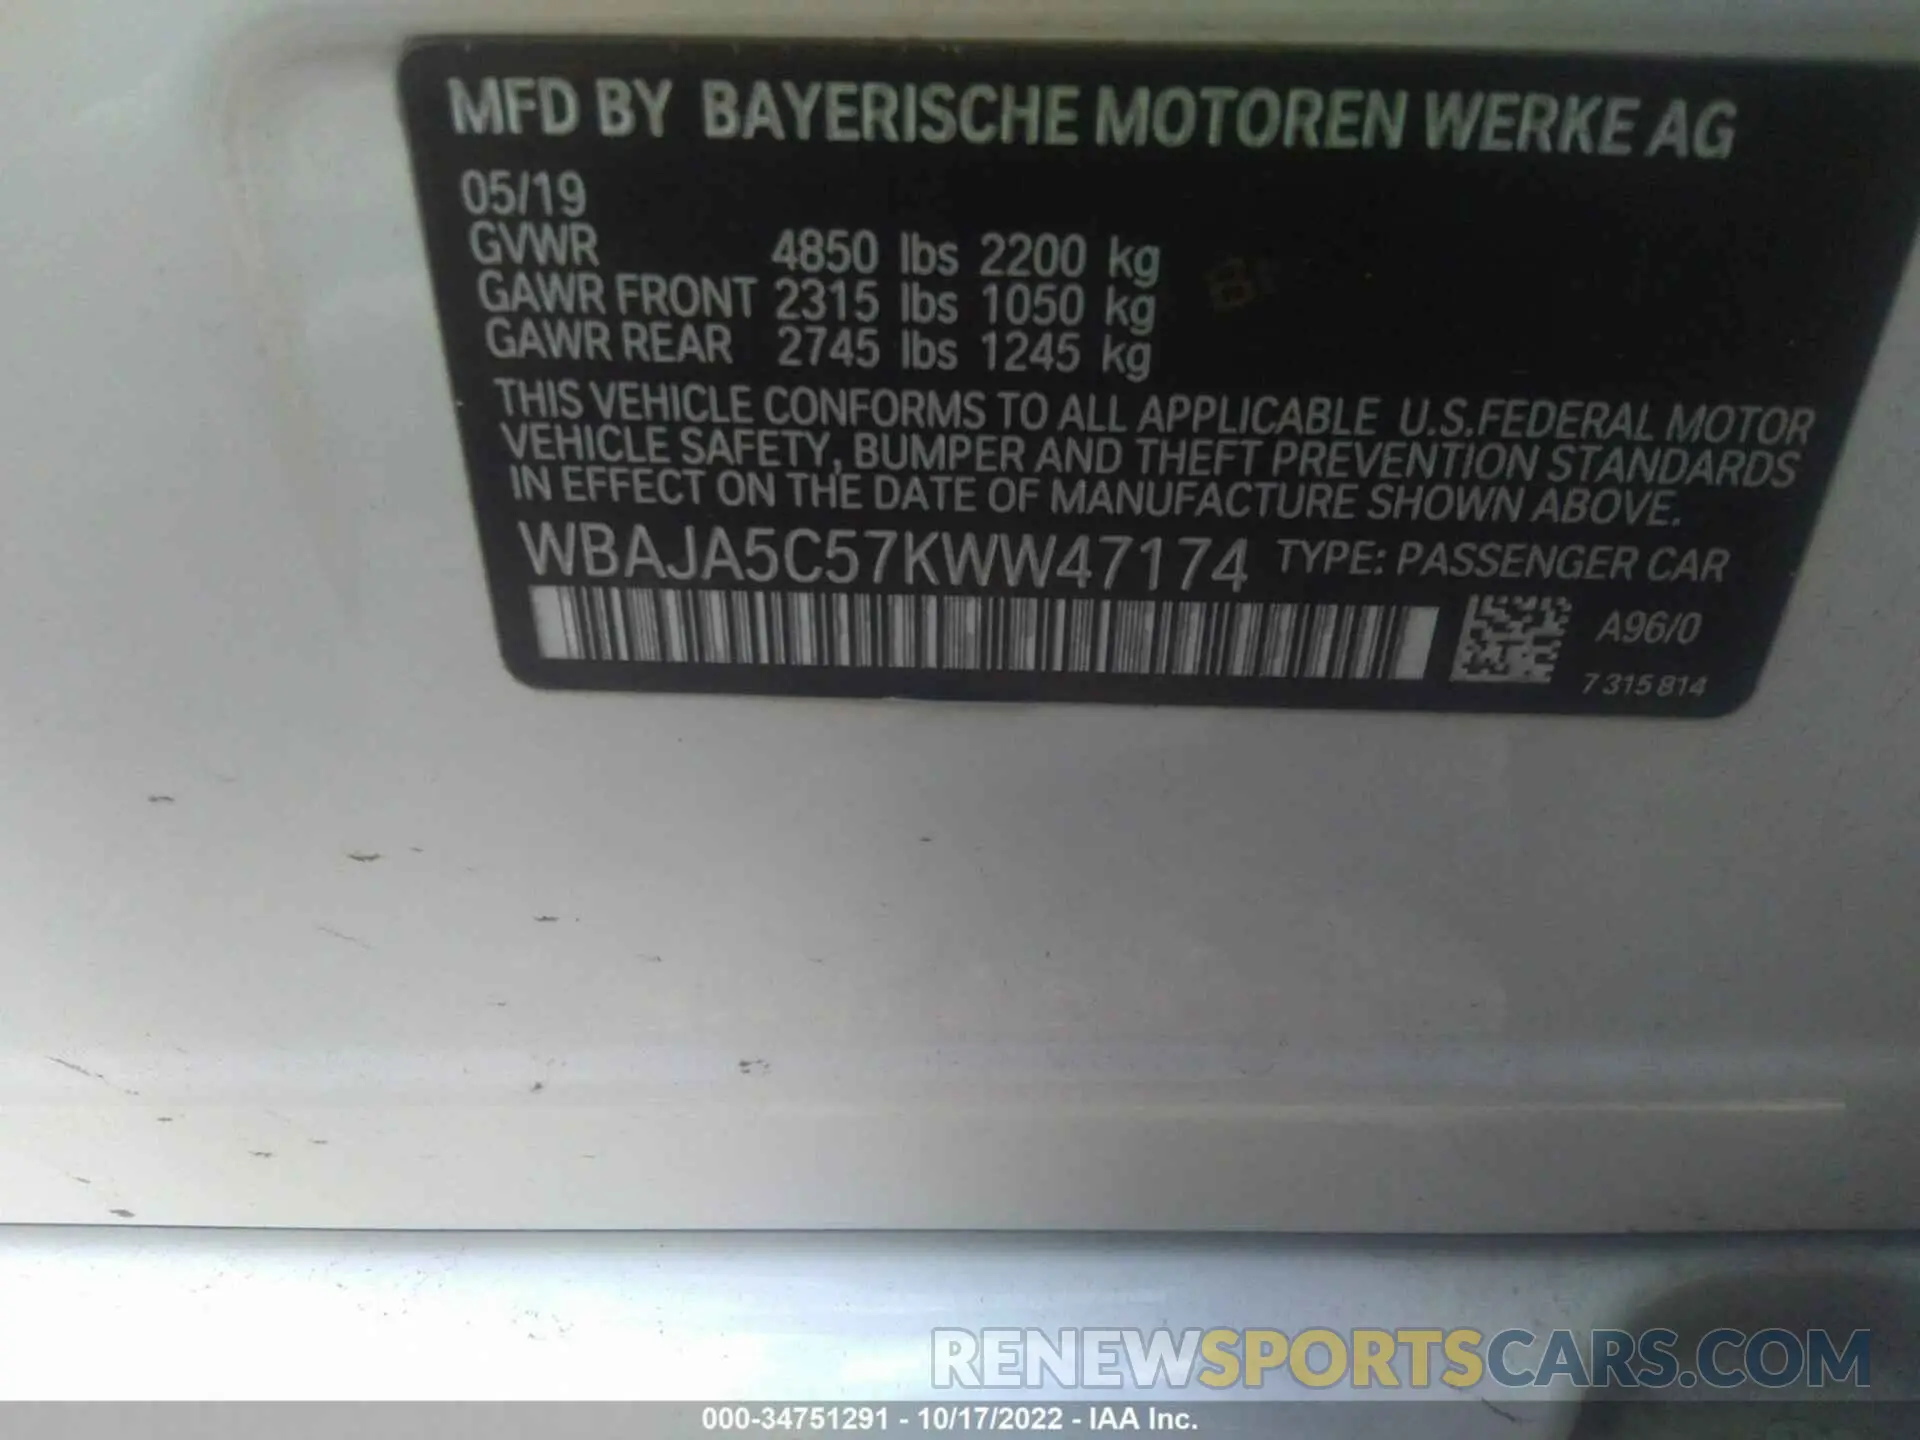 MFD BY BAYERISCHE MOTOREN WERKE AG
05/19
GVWR 4850 lbs 2200 kg
GAWR FRONT 2315 lbs 1050 kg
GAWR REAR 2745 lbs 1245 kg
THIS VEHICLE CONFORMS TO ALL APPLICABLE U.S.FEDERAL MOTOR
VEHICLE SAFETY, BUMPER AND THEFT PREVENTION STANDARDS
IN EFFECT ON THE DATE OF MANUFACTURE SHOWN ABOVE.
WBAJA5C57KWW47174 TYPE: PASSENGER CAR
A96/0
7 315 814
RENEWSPORTSCARS.COM
000-34751291 - 10/17/2022 - IAA Inc.